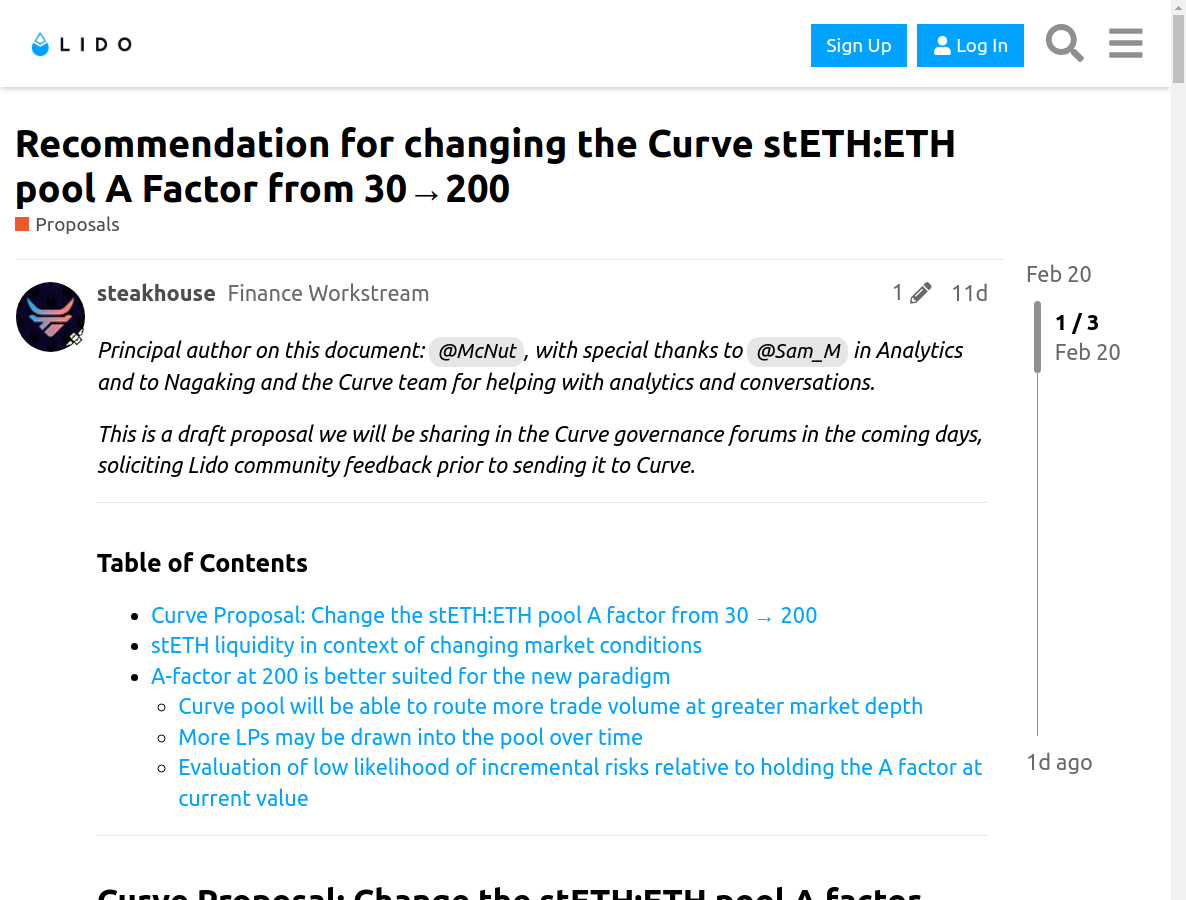 LIDO
Sign Up
Log In
Recommendation for changing the Curve stETH:ETH
pool A Factor from 30→200
Proposals
steakhouse Finance Workstream
1
11d
Feb 20
1 / 3
Feb 20
Principal author on this document: @McNut, with special thanks to @Sam_M in Analytics
and to Nagaking and the Curve team for helping with analytics and conversations.
This is a draft proposal we will be sharing in the Curve governance forums in the coming days,
soliciting Lido community feedback prior to sending it to Curve.
Table of Contents
• Curve Proposal: Change the stETH:ETH pool A factor from 30 → 200
• stETH liquidity in context of changing market conditions
• A-factor at 200 is better suited for the new paradigm
◦ Curve pool will be able to route more trade volume at greater market depth
◦ More LPs may be drawn into the pool over time
◦ Evaluation of low likelihood of incremental risks relative to holding the A factor at
current value
1d ago
Curve Proposal: Change the stETH:ETH pool A factor